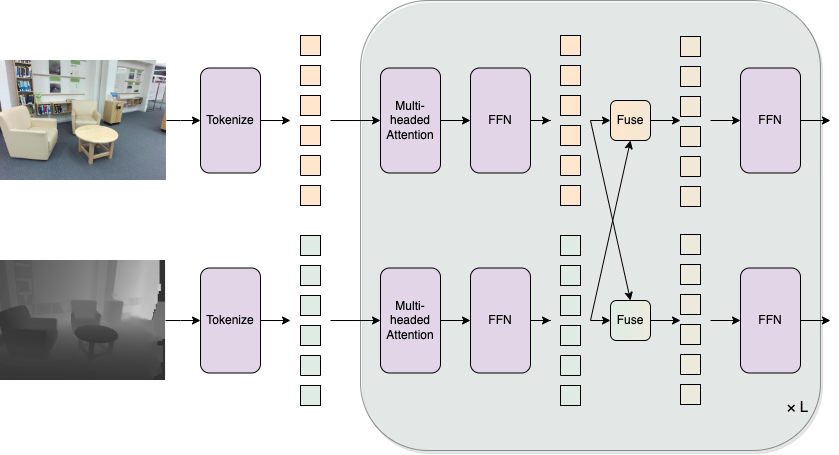 Tokenize
Multi-
headed
Attention
FFN
Fuse
FFN
Tokenize
Multi-
headed
Attention
FFN
Fuse
FFN
× L